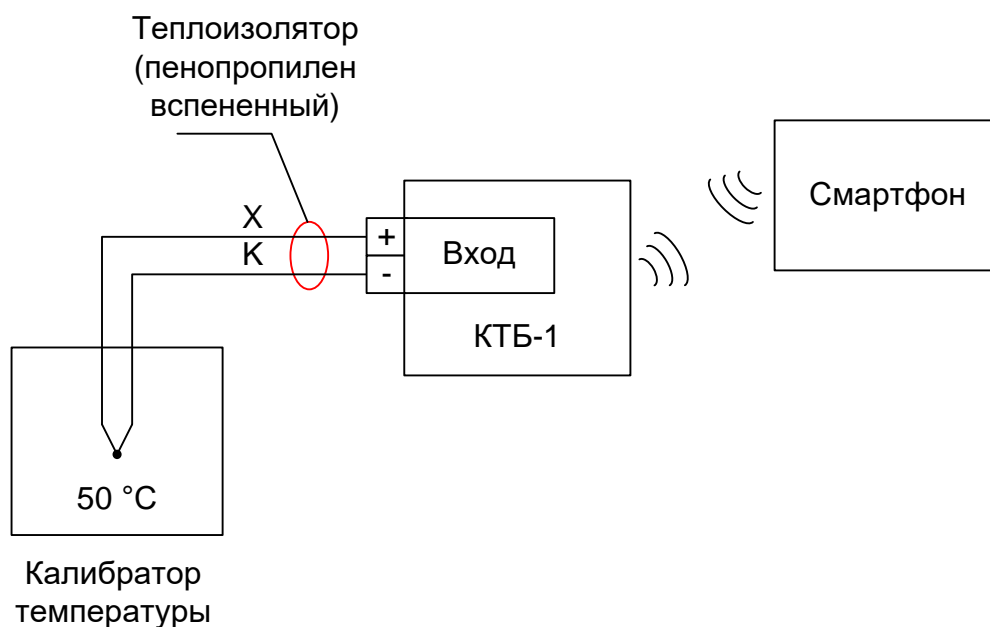 Теплоизолятор
(пенопропилен
вспененный)
Смартфон
X
K
+
-
Вход
КТБ-1
50 °C
Калибратор
температуры